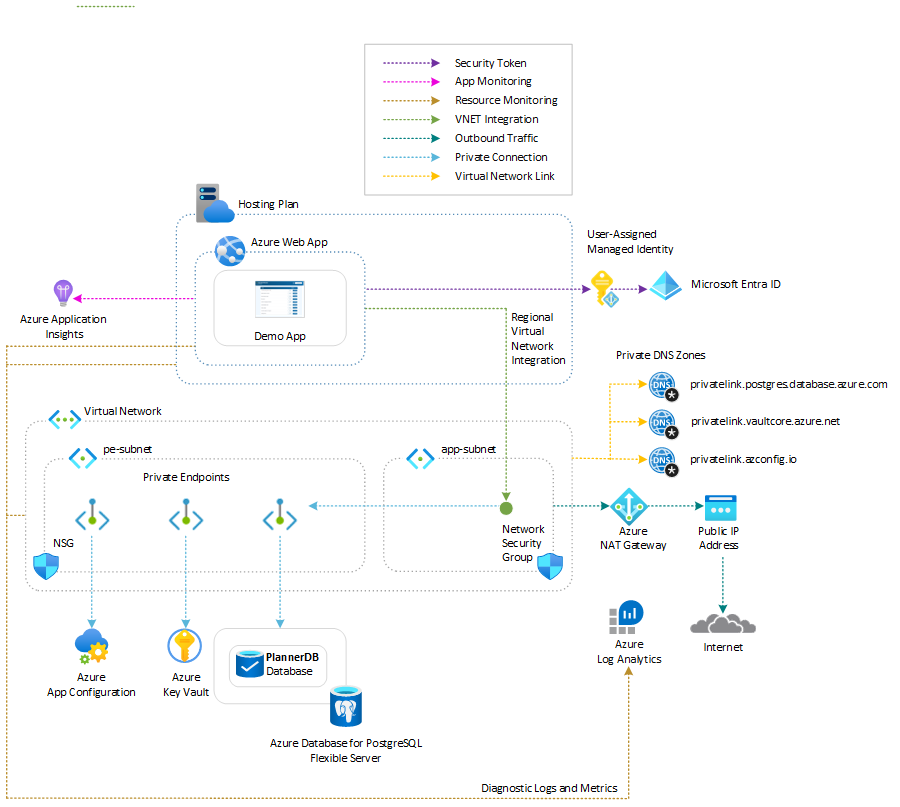 Security Token
App Monitoring
Resource Monitoring
VNET Integration
Outbound Traffic
Private Connection
Virtual Network Link
Hosting Plan
Azure Web App
Demo App
User-Assigned
Managed Identity
Microsoft Entra ID
Azure Application
Insights
Regional
Virtual
Network
Integration
Private DNS Zones
DNS
privatelink.postgres.database.azure.com
DNS
privatelink.vaultcore.azure.net
DNS
privatelink.azconfig.io
Virtual Network
pe-subnet
app-subnet
Private Endpoints
NSG
Network
Security
Group
Azure
NAT Gateway
Public IP
Address
Internet
Azure
Log Analytics
Azure
App Configuration
Azure
Key Vault
PlannerDB
Database
Azure Database for PostgreSQL
Flexible Server
Diagnostic Logs and Metrics